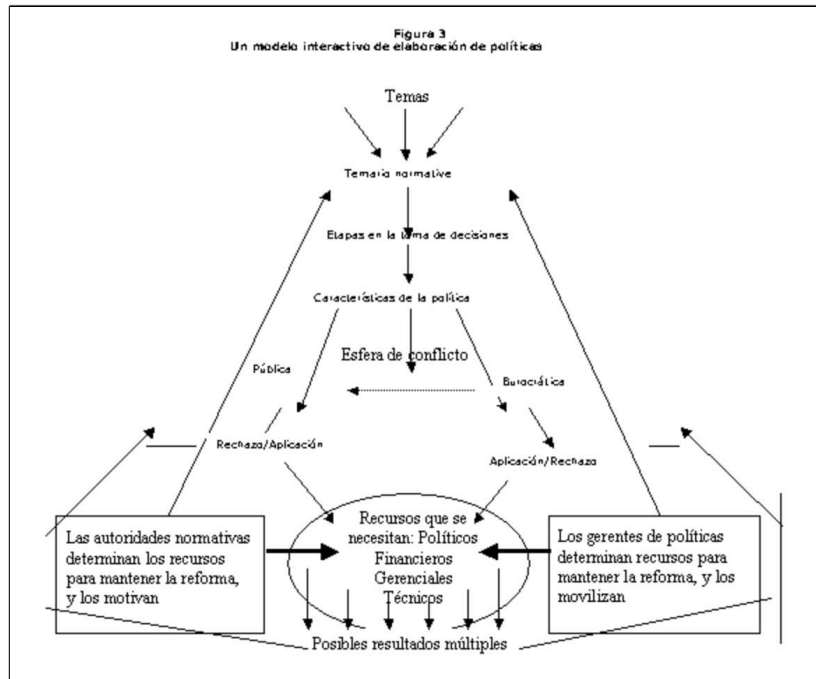 Figura 3
Un modelo interactivo de elaboración de políticas
Temas
Temario normative
Etapas en la toma de decisiones
Características de la política
Esfera de conflicto
Pública
Burocrática
Rechazo/Aplicación
Aplicación/Rechazo
Las autoridades normativas
determinan los recursos
para mantener la reforma,
y los motivan
Recursos que se
necesitan: Políticos
Financieros
Gerenciales
Técnicos
Los gerentes de políticas
determinan recursos para
mantener la reforma, y los
movilizan
Posibles resultados múltiples